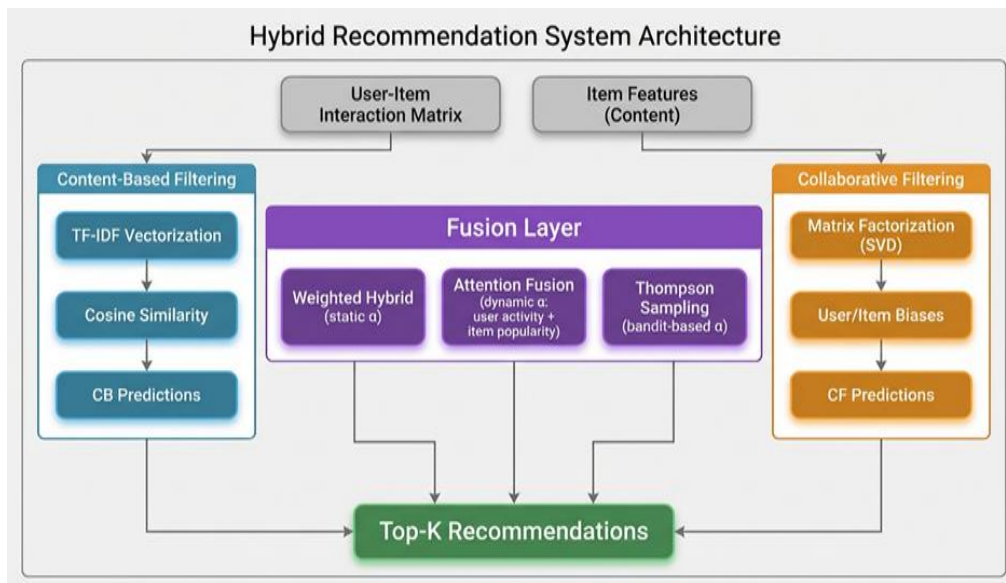 Hybrid Recommendation System Architecture
User-Item
Interaction Matrix
Item Features
(Content)
Content-Based Filtering
TF-IDF Vectorization
Cosine Similarity
CB Predictions
Fusion Layer
Weighted Hybrid
(static α)
Attention Fusion
(dynamic α:
user activity +
item popularity)
Thompson
Sampling
(bandit-based α)
Collaborative Filtering
Matrix Factorization
(SVD)
User/Item Biases
CF Predictions
Top-K Recommendations